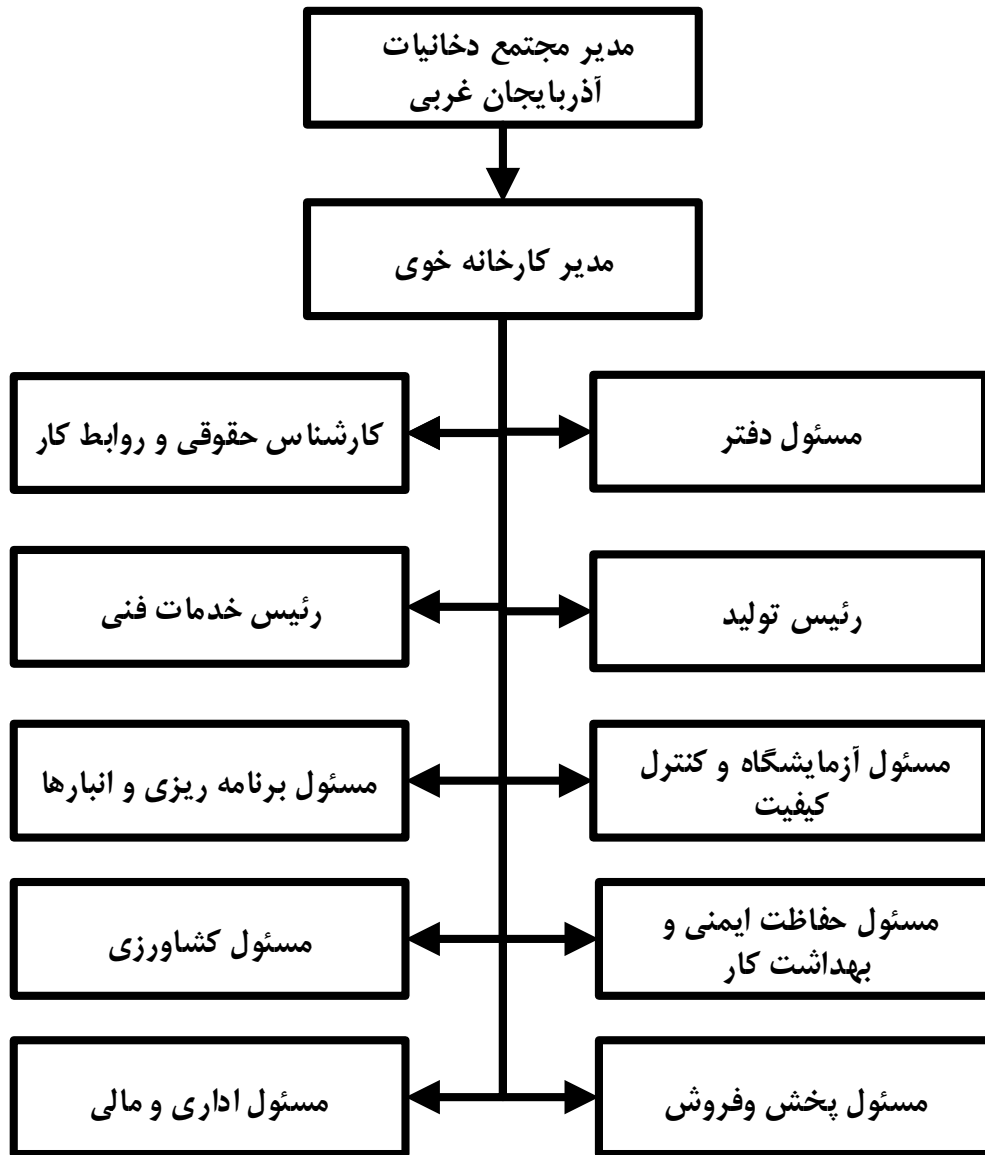 مدیر مجتمع دخانیات
آذربایجان غربی
مدیر کارخانه خوی
مسئول دفتر
کارشناس حقوقی و روابط کار
رئیس تولید
رئیس خدمات فنی
مسئول آزمایشگاه و کنترل
کیفیت
مسئول برنامه ریزی و انبارها
مسئول حفاظت ایمنی و
بهداشت کار
مسئول کشاورزی
مسئول پخش وفروش
مسئول اداری و مالی